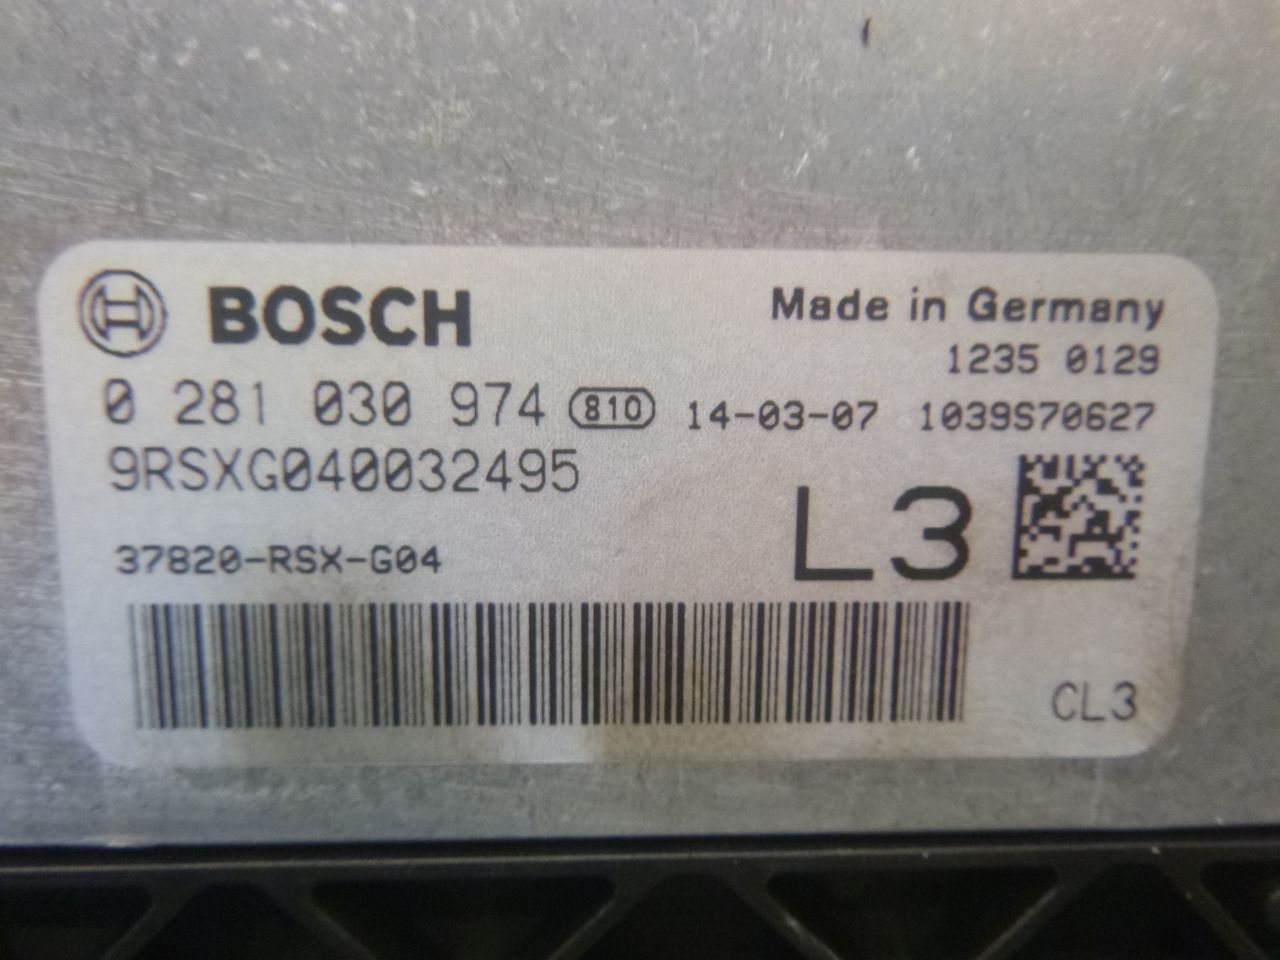 BOSCH
Made in Germany
1235 0129
0 281 030 974 810 14-03-07 1039S70627
9RSXG040032495
L3
37820-RSX-G04
CL3